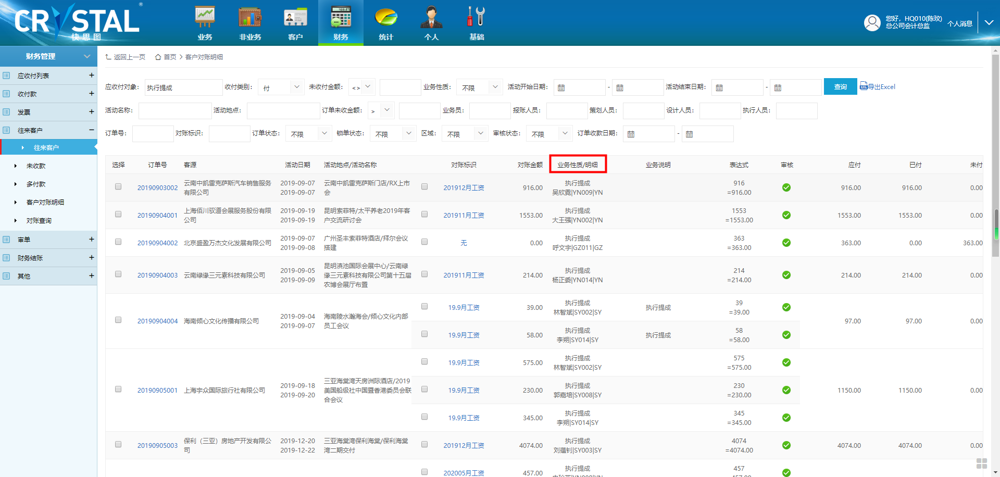 CRYSTAL
®
快思图
业务
非业务
客户
财务
统计
个人
基础
您好，HQ010(陈玟)
总公司会计总监
个人消息
财务管理
应收付列表 +
收付款 +
发票 +
往来客户 −
往来客户
未收款
多付款
客户对账明细
对账查询
审单 +
财务结账 +
其他 +
返回上一页 首页 > 客户对账明细
应收付对象： 执行提成 收付类别： 付 未收付金额： <> 业务性质： 不限 活动开始日期： - 活动结束日期： - 查询 导出Excel
活动名称： 活动地点： 订单未收金额： > 业务员： 报账人员： 策划人员： 设计人员： 执行人员：
订单号： 对账标识： 订单状态： 不限 锁单状态： 不限 区域： 不限 审核状态： 不限 订单收款日期： -
选择 订单号 客源 活动日期 活动地点/活动名称 对账标识 对账金额 业务性质/明细 业务说明 表达式 审核 应付 已付 未付
20190903002 云南中凯雷克萨斯汽车销售服务
有限公司
2019-09-07
2019-09-07
云南中凯雷克萨斯门店/RX上市
会
201912月工资 916.00 执行提成
吴欣霓|YN009|YN
916
=916.00
916.00 916.00 0.00
20190904001 上海佰川驭道会展服务股份有限
公司
2019-09-19
2019-09-19
昆明索菲特/太平养老2019年客
户交流研讨会
201911月工资 1553.00 执行提成
大王强|YN002|YN
1553
=1553.00
1553.00 1553.00 0.00
20190904002 北京盛盈万杰文化发展有限公司
2019-09-07
2019-09-08
广州圣丰索菲特酒店/拜尔会议
搭建
无 0.00 执行提成
呼文宇|GZ011|GZ
363
=363.00
363.00 0.00 363.00
20190904003 云南绿缘三元素科技有限公司
2019-09-05
2019-09-09
昆明滇池国际会展中心/云南绿
缘三元素科技有限公司第十五届
农博会展厅布置
201911月工资 214.00 执行提成
杨正委|YN014|YN
214
=214.00
214.00 214.00 0.00
20190904004 海南倾心文化传播有限公司
2019-09-04
2019-09-07
海南陵水瀚海会/倾心文化内部
员工会议
19.9月工资 39.00 执行提成
林智斌|SY002|SY
执行提成
39
=39.00
19.9月工资 58.00 执行提成
李朔|SY014|SY
执行提成
58
=58.00
97.00 97.00 0.00
20190905001 上海宇众国际旅行社有限公司
2019-09-18
2019-09-20
三亚海棠湾天房洲际酒店/2019
美国船级社中国暨香港委员会联
合会议
19.9月工资 575.00 执行提成
林智斌|SY002|SY
575
=575.00
19.9月工资 230.00 执行提成
郭嘉培|SY008|SY
230
=230.00
19.9月工资 345.00 执行提成
李朔|SY014|SY
345
=345.00
1150.00 1150.00 0.00
20190905003 保利（三亚）房地产开发有限公
司
2019-12-20
2019-12-22
三亚海棠湾保利海棠/保利海棠
湾二期交付
201912月工资 4074.00 执行提成
刘蕴钊|SY003|SY
4074
=4074.00
4074.00 4074.00 0.00
202005月工资 457.00 执行提成
457